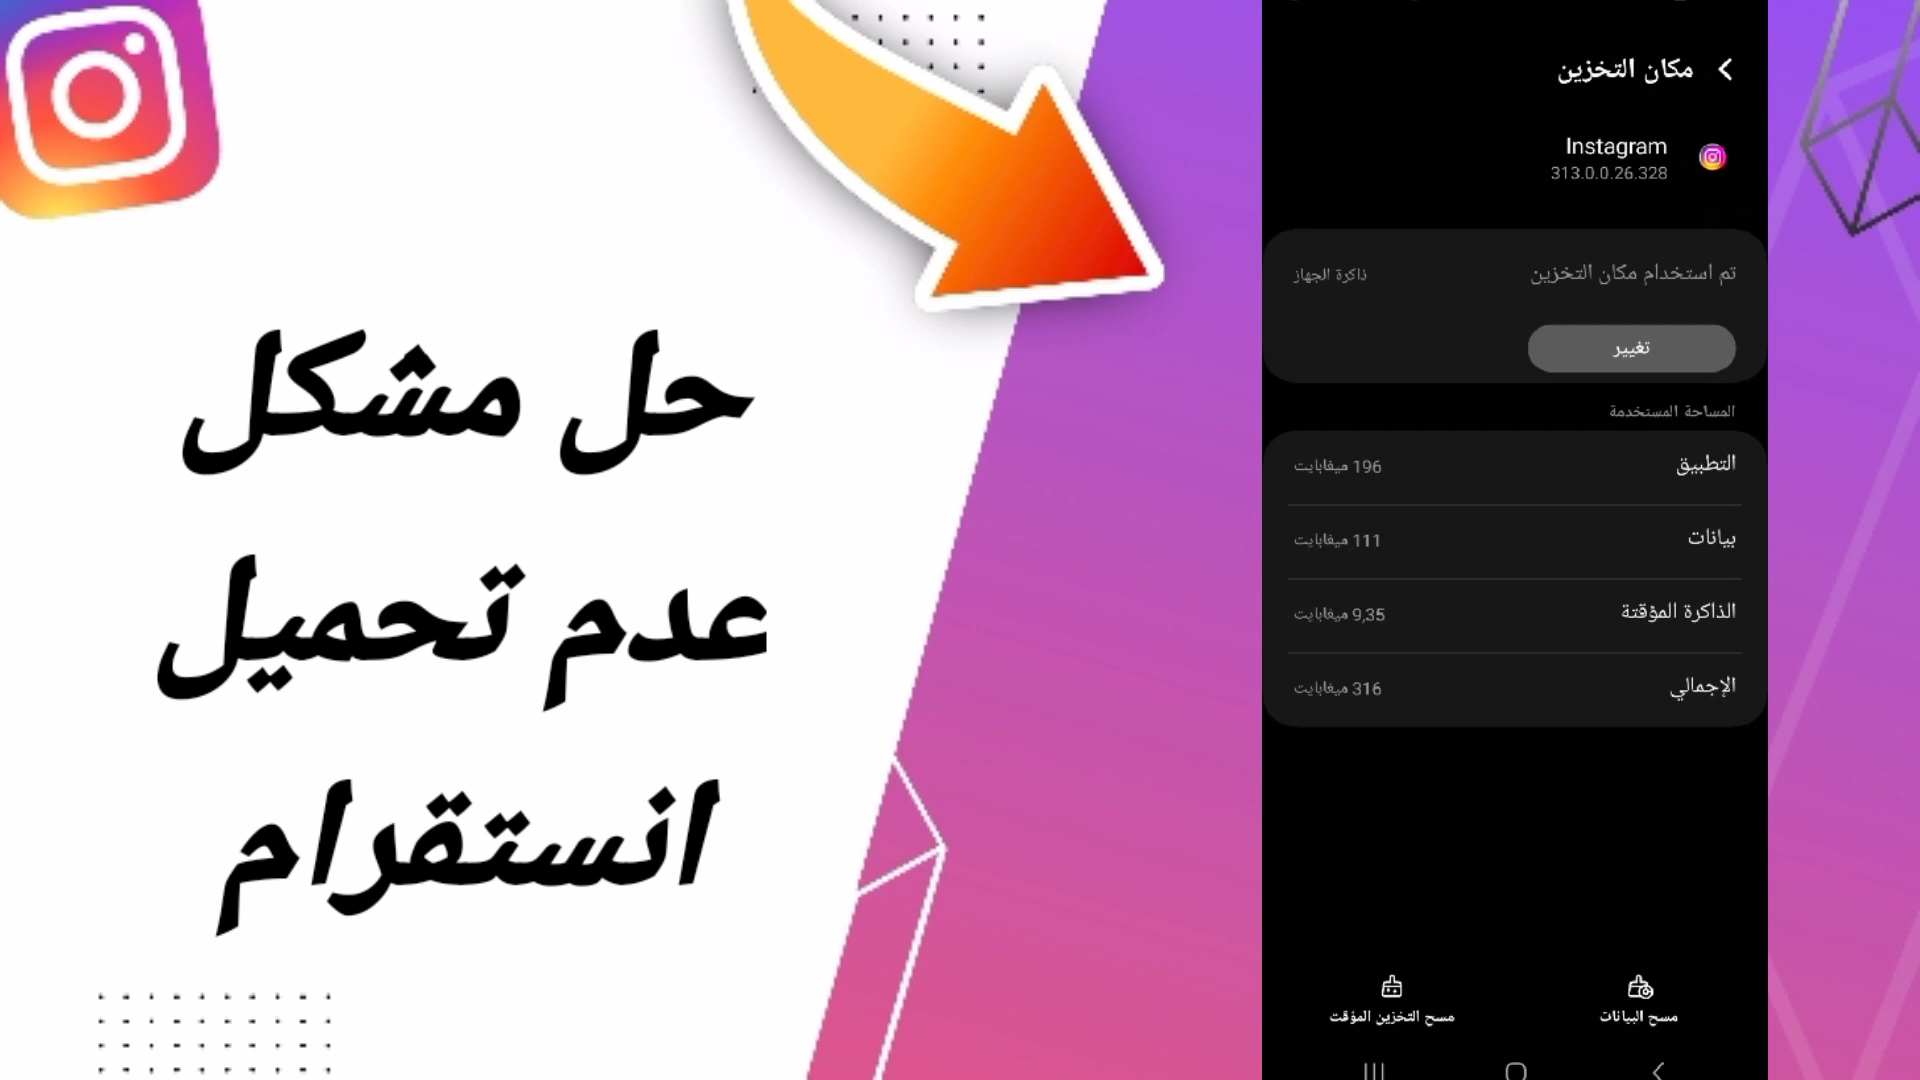 حل مشكل
عدم تحميل
انستقرام
مكان التخزين
Instagram
313.0.0.26.328
تم استخدام مكان التخزين
ذاكرة الجهاز
تغيير
المساحة المستخدمة
التطبيق
196 ميغابايت
بيانات
111 ميغابايت
الذاكرة المؤقتة
9,35 ميغابايت
الإجمالي
316 ميغابايت
مسح البيانات
مسح التخزين المؤقت